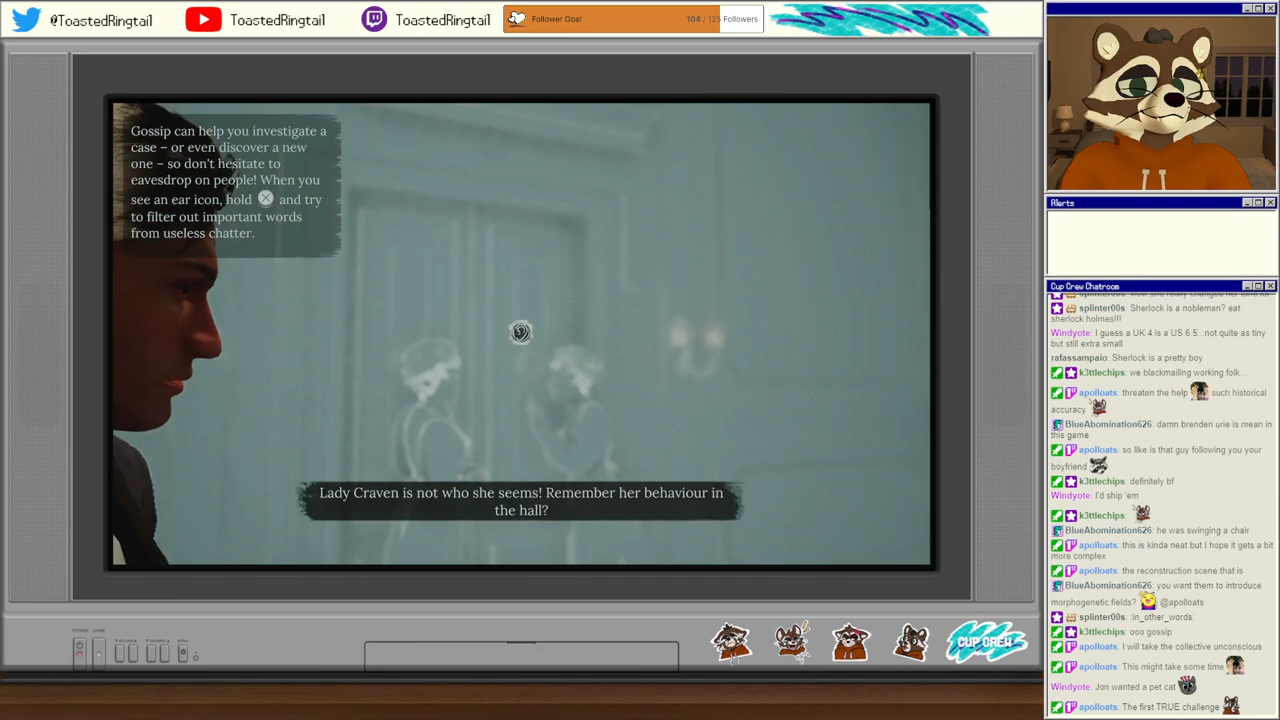 @ToastedRingtail
ToastedRingtail
ToastedRingtail
Follower Goal
104 / 125 Followers
Gossip can help you investigate a
case – or even discover a new
one – so don't hesitate to
eavesdrop on people! When you
see an ear icon, hold ⊗ and try
to filter out important words
from useless chatter.
Lady Craven is not who she seems! Remember her behaviour in
the hall?
POWER
GAME
CUP CREW
Alerts
Cup Crew Chatroom
splinter00s: Sherlock is a nobleman? eat
sherlock holmes!!!
Windyote: I guess a UK 4 is a US 6.5...not quite as tiny
but still extra small
rafassampaio: Sherlock is a pretty boy
k3ttlechips: we blackmailing working folk...
apolloats: threaten the help such historical
accuracy
BlueAbomination626: damn brenden urie is mean in
this game
apolloats: so like is that guy following you your
boyfriend
k3ttlechips: definitely bf
Windyote: I'd ship 'em
k3ttlechips:
BlueAbomination626: he was swinging a chair
apolloats: this is kinda neat but I hope it gets a bit
more complex
apolloats: the reconstruction scene that is
BlueAbomination626: you want them to introduce
morphogenetic fields? @apolloats
splinter00s: :in_other_words:
k3ttlechips: ooo gossip
apolloats: I will take the collective unconscious
apolloats: This might take some time
Windyote: Jon wanted a pet cat
apolloats: The first TRUE challenge